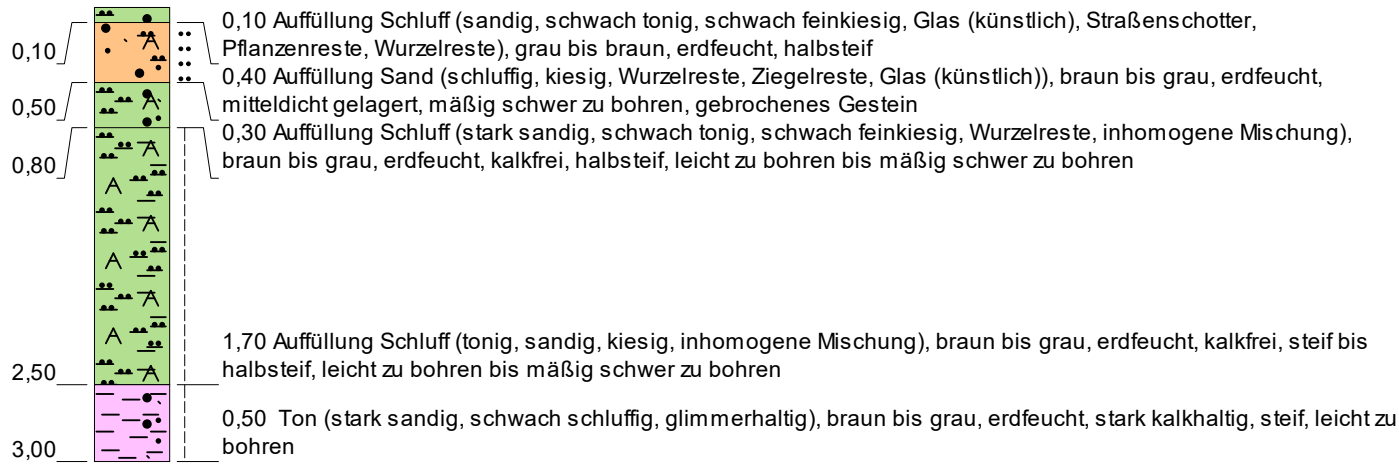 0,10 Auffüllung Schluff (sandig, schwach tonig, schwach feinkiesig, Glas (künstlich), Straßenschotter,
Pflanzenreste, Wurzelreste), grau bis braun, erdfeucht, halbsteif
0,10
0,40 Auffüllung Sand (schluffig, kiesig, Wurzelreste, Ziegelreste, Glas (künstlich)), braun bis grau, erdfeucht,
mitteldicht gelagert, mäßig schwer zu bohren, gebrochenes Gestein
0,50
0,30 Auffüllung Schluff (stark sandig, schwach tonig, schwach feinkiesig, Wurzelreste, inhomogene Mischung),
braun bis grau, erdfeucht, kalkfrei, halbsteif, leicht zu bohren bis mäßig schwer zu bohren
0,80
1,70 Auffüllung Schluff (tonig, sandig, kiesig, inhomogene Mischung), braun bis grau, erdfeucht, kalkfrei, steif bis
halbsteif, leicht zu bohren bis mäßig schwer zu bohren
2,50
0,50 Ton (stark sandig, schwach schluffig, glimmerhaltig), braun bis grau, erdfeucht, stark kalkhaltig, steif, leicht zu
bohren
3,00